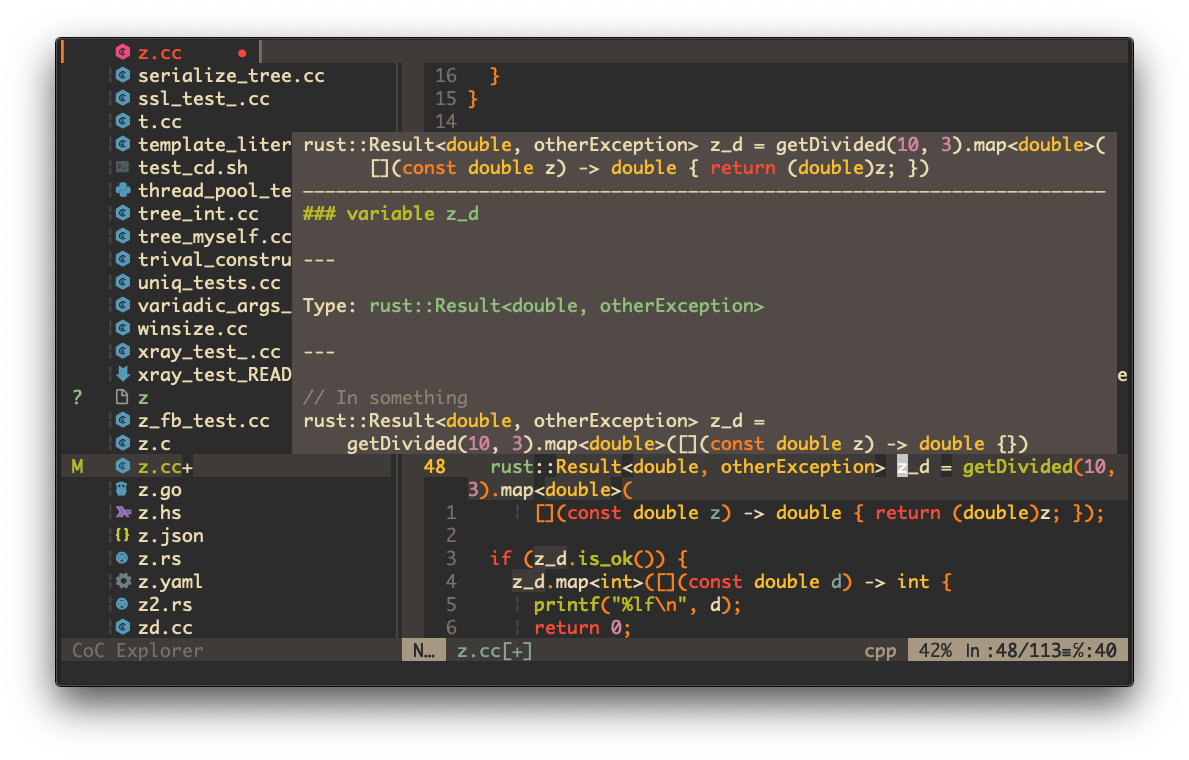 z.cc
serialize_tree.cc
ssl_test_.cc
t.cc
template_liter
test_cd.sh
thread_pool_te
tree_int.cc
tree_myself.cc
trival_constru
uniq_tests.cc
variadic_args_
winsize.cc
xray_test_.cc
xray_test_READ
? z
z_fb_test.cc
z.c
M z.cc+
z.go
z.hs
{} z.json
z.rs
z.yaml
z2.rs
zd.cc
CoC Explorer
16 }
15 }
14
rust::Result<double, otherException> z_d = getDivided(10, 3).map<double>(
[](const double z) -> double { return (double)z; })
### variable z_d
---
Type: rust::Result<double, otherException>
---
// In something
rust::Result<double, otherException> z_d =
getDivided(10, 3).map<double>([](const double z) -> double {})
e
48 rust::Result<double, otherException> z_d = getDivided(10,
3).map<double>(
1 [](const double z) -> double { return (double)z; });
2
3 if (z_d.is_ok()) {
4 z_d.map<int>([](const double d) -> int {
5 printf("%lf\n", d);
6 return 0;
N… z.cc[+] cpp 42% ln :48/113≡℅:40